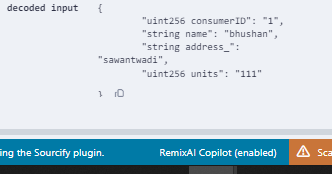 decoded input {
"uint256 consumerID": "1",
"string name": "bhushan",
"string address_":
"sawantwadi",
"uint256 units": "111"
}
ing the Sourcify plugin. RemixAI Copilot (enabled) Sca